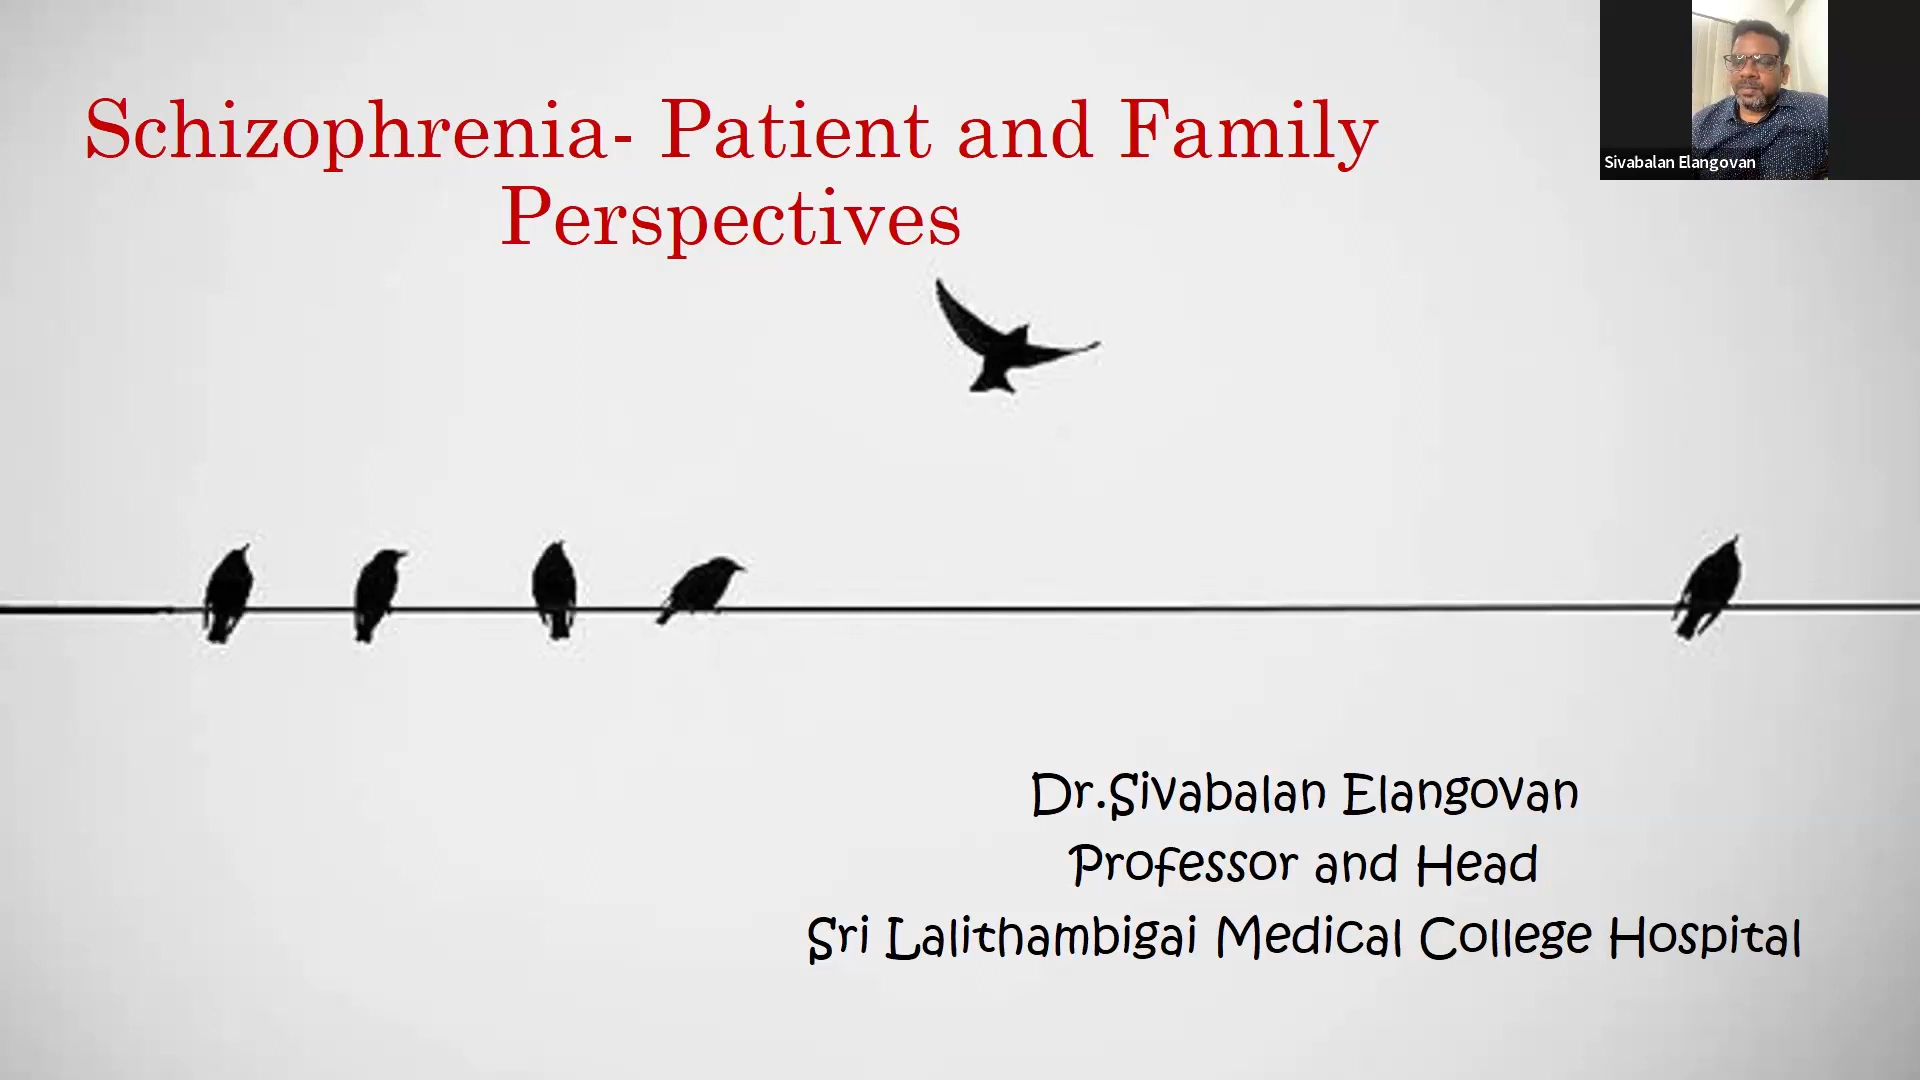 Schizophrenia- Patient and Family
Perspectives
Sivabalan Elangovan
Dr.Sivabalan Elangovan
Professor and Head
Sri Lalithambigai Medical College Hospital